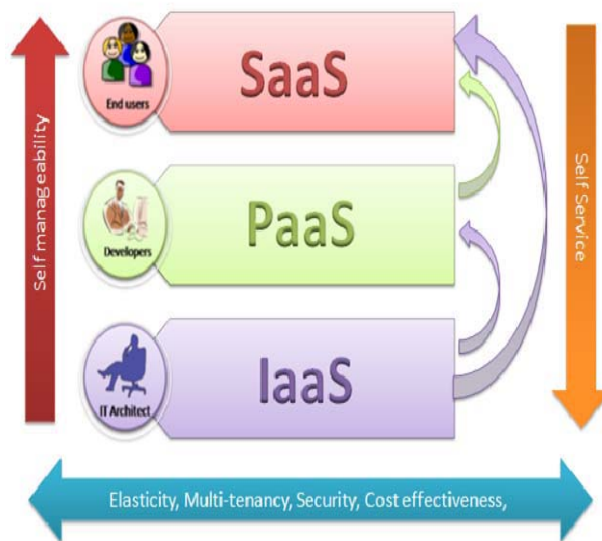 Self manageability
End users
SaaS
Developers
PaaS
IT Architect
IaaS
Self Service
Elasticity, Multi-tenancy, Security, Cost effectiveness,